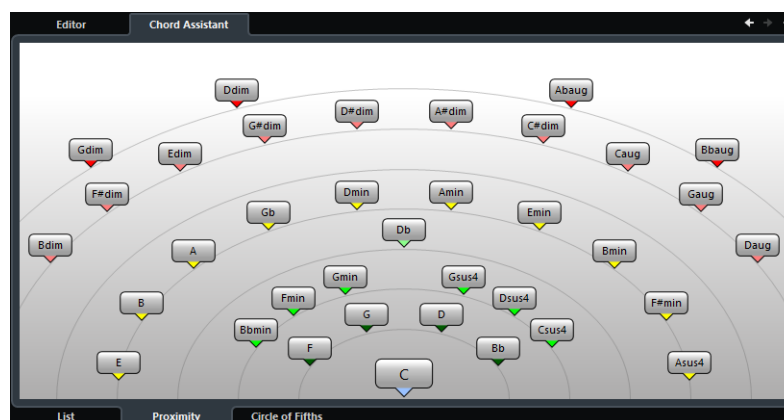 Editor Chord Assistant
Ddim Abaug
D#dim A#dim
G#dim C#dim
Gdim Edim Caug Bbaug
F#dim Dmin Amin Gaug
Gb Emin
Bdim A Db Bmin Daug
Gmin Gsus4
B Fmin Dsus4 F#min
G D
Bbmin Csus4
E F Bb Asus4
C
List Proximity Circle of Fifths